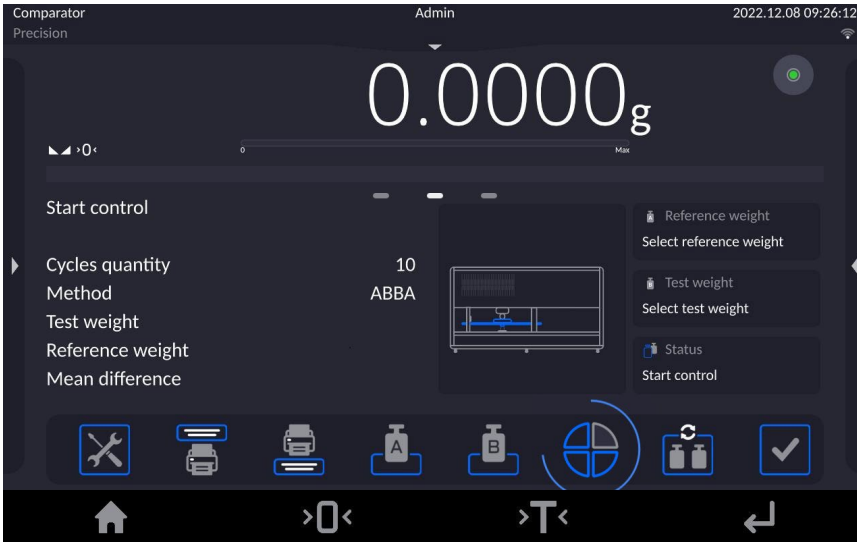 Comparator Admin 2022.12.08 09:26:12
Precision
0.0000g
>0<
0 Max
Start control
Cycles quantity 10
Method ABBA
Test weight
Reference weight
Mean difference
Reference weight
Select reference weight
Test weight
Select test weight
Status
Start control
A B
>0< >T<